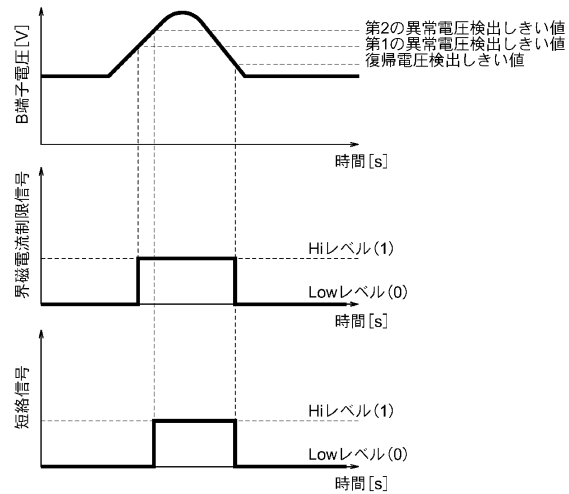 B端子電圧[V]
第2の異常電圧検出しきい値
第1の異常電圧検出しきい値
復帰電圧検出しきい値
時間[s]
界磁電流制限信号
Hiレベル(1)
Lowレベル(0)
時間[s]
短絡信号
Hiレベル(1)
Lowレベル(0)
時間[s]